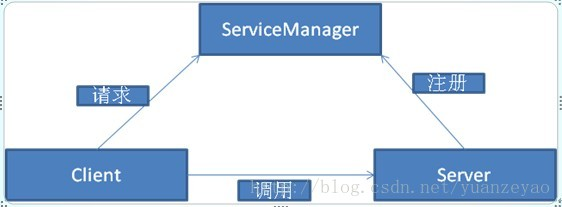 ServiceManager
请求
注册
Client
Server
调用
http://blog.csdn.net/yuanzeyao